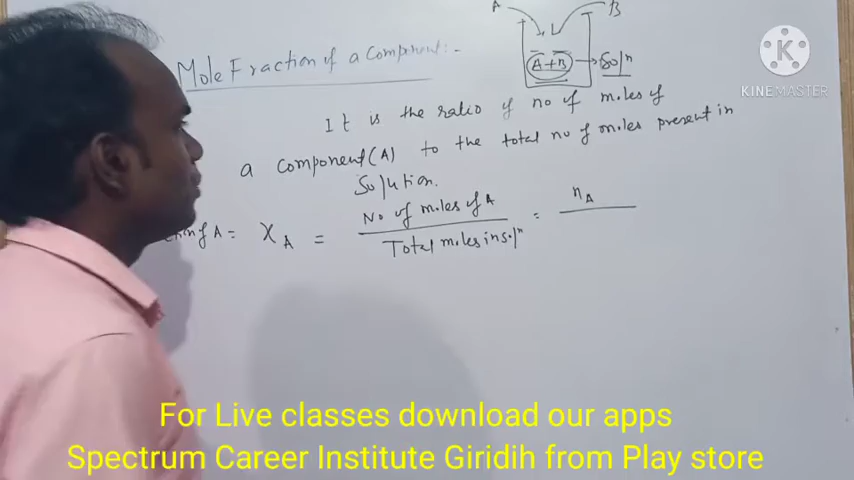 A B
Mole Fraction of a Component:-
A+B → Sol^n
It is the ratio of no of moles of
a component (A) to the total no of moles present in
Solution.
of A = X_A = No of moles of A / Total moles in sol^n = n_A
KINEMASTER
For Live classes download our apps
Spectrum Career Institute Giridih from Play store